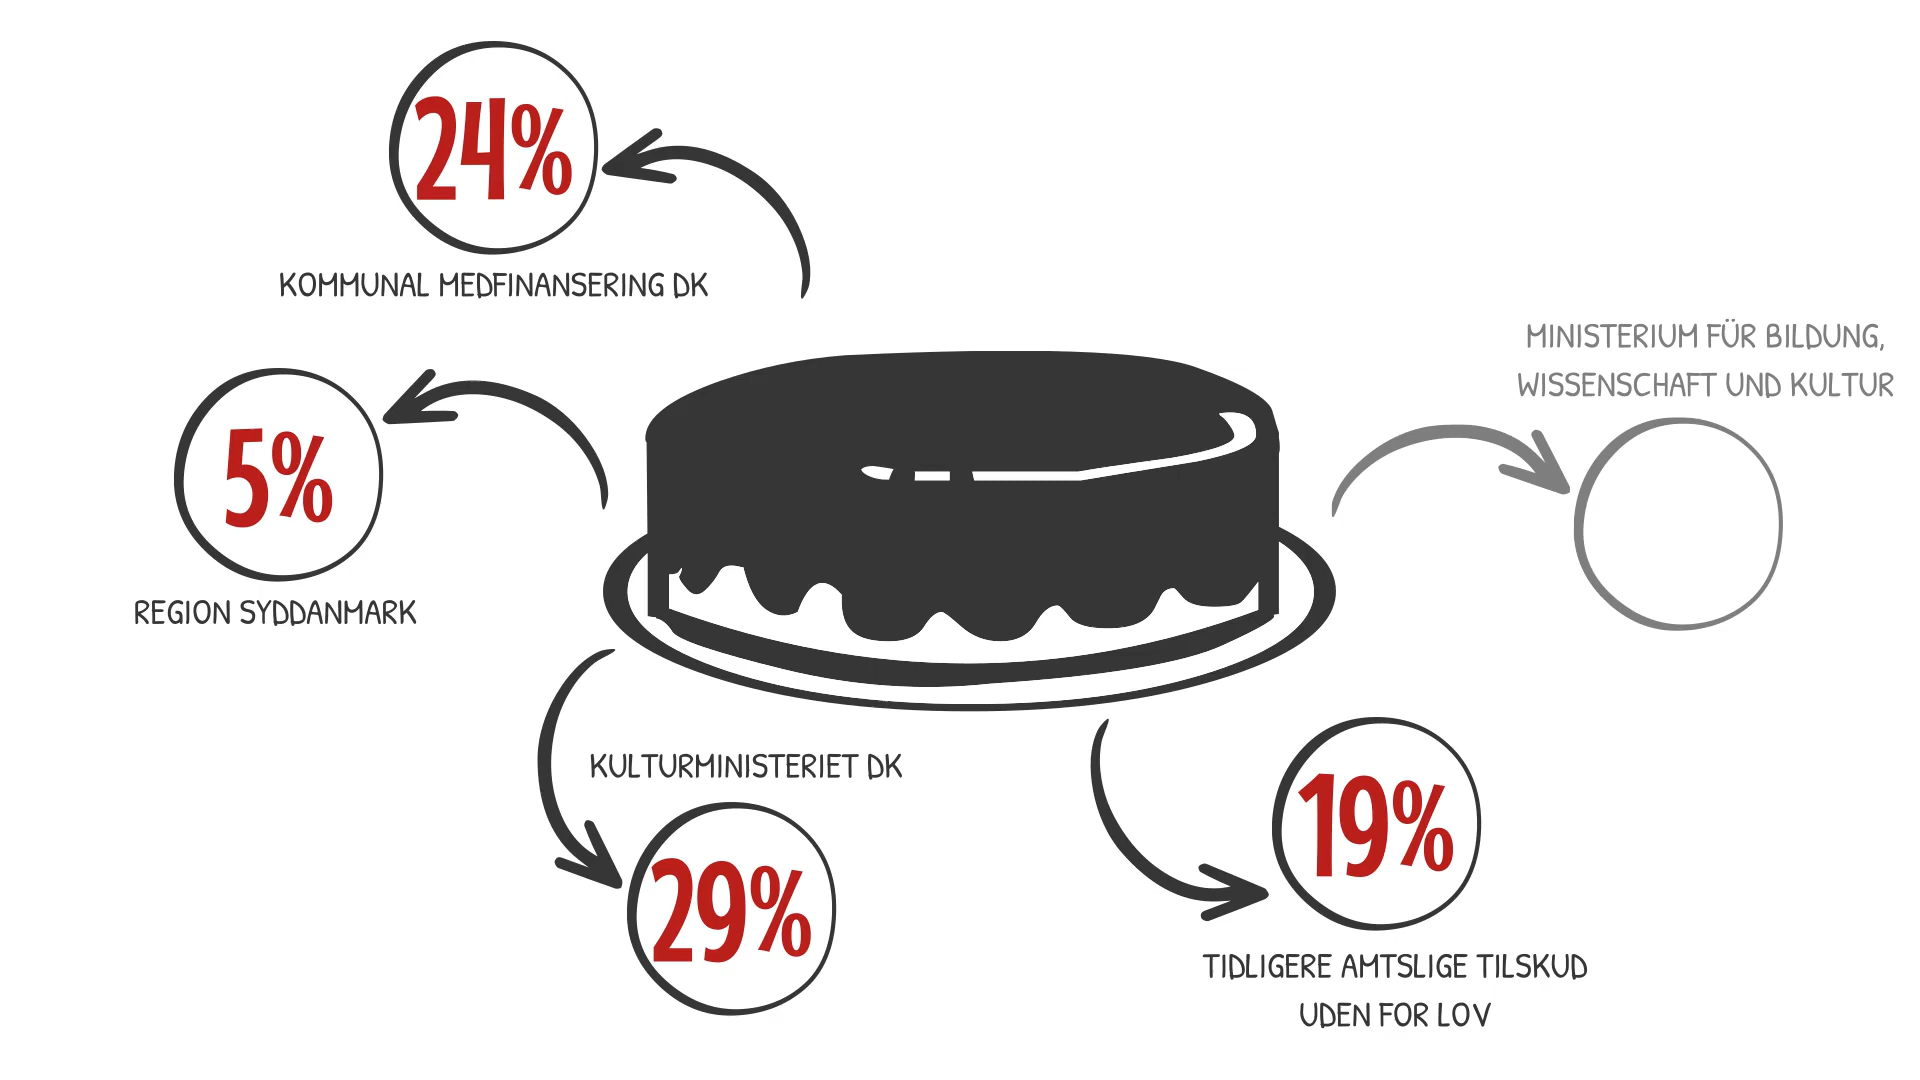 24%
KOMMUNAL MEDFINANSERING DK
5%
REGION SYDDANMARK
MINISTERIUM FÜR BILDUNG,
WISSENSCHAFT UND KULTUR
KULTURMINISTERIET DK
29%
19%
TIDLIGERE AMTSLIGE TILSKUD
UDEN FOR LOV